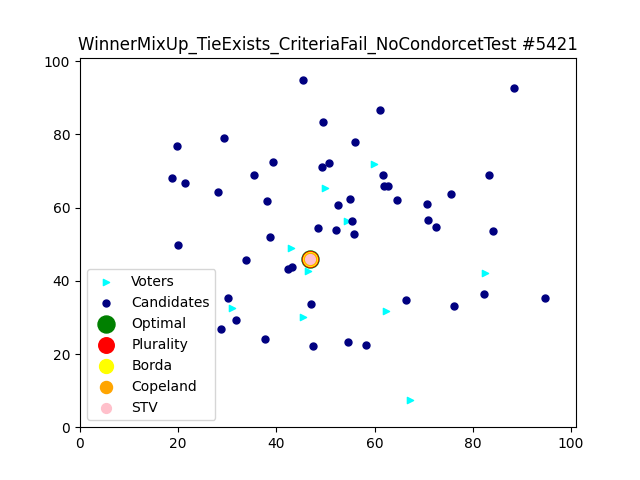 WinnerMixUp_TieExists_CriteriaFail_NoCondorcetTest #5421
100
80
60
40
20
0
Voters
Candidates
Optimal
Plurality
Borda
Copeland
STV
0 20 40 60 80 100